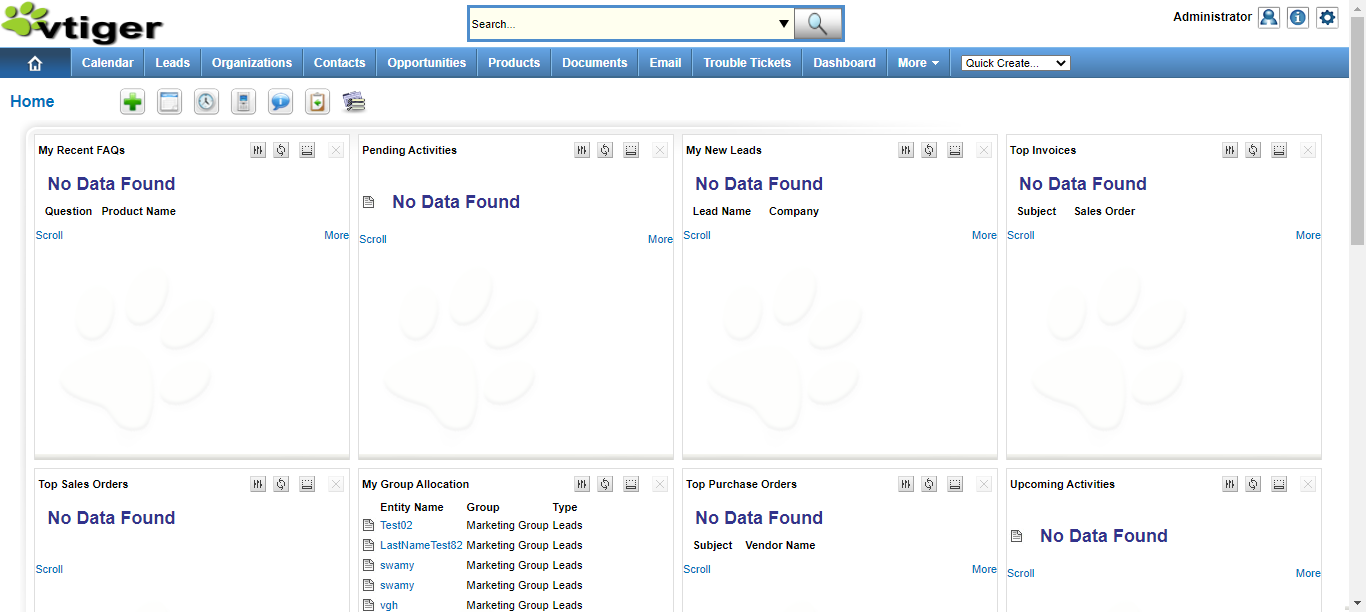 vtiger
Search...
Administrator
Calendar Leads Organizations Contacts Opportunities Products Documents Email Trouble Tickets Dashboard More Quick Create...
Home
My Recent FAQs
No Data Found
Question Product Name
Scroll More
Pending Activities
No Data Found
Scroll More
My New Leads
No Data Found
Lead Name Company
Scroll More
Top Invoices
No Data Found
Subject Sales Order
Scroll More
Top Sales Orders
No Data Found
Scroll
My Group Allocation
Entity Name Group Type
Test02 Marketing Group Leads
LastNameTest82 Marketing Group Leads
swamy Marketing Group Leads
swamy Marketing Group Leads
vgh Marketing Group Leads
Top Purchase Orders
No Data Found
Subject Vendor Name
Scroll More
Upcoming Activities
No Data Found
Scroll More